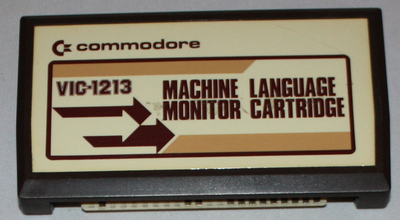 commodore
VIC-1213
MACHINE LANGUAGE
MONITOR CARTRIDGE